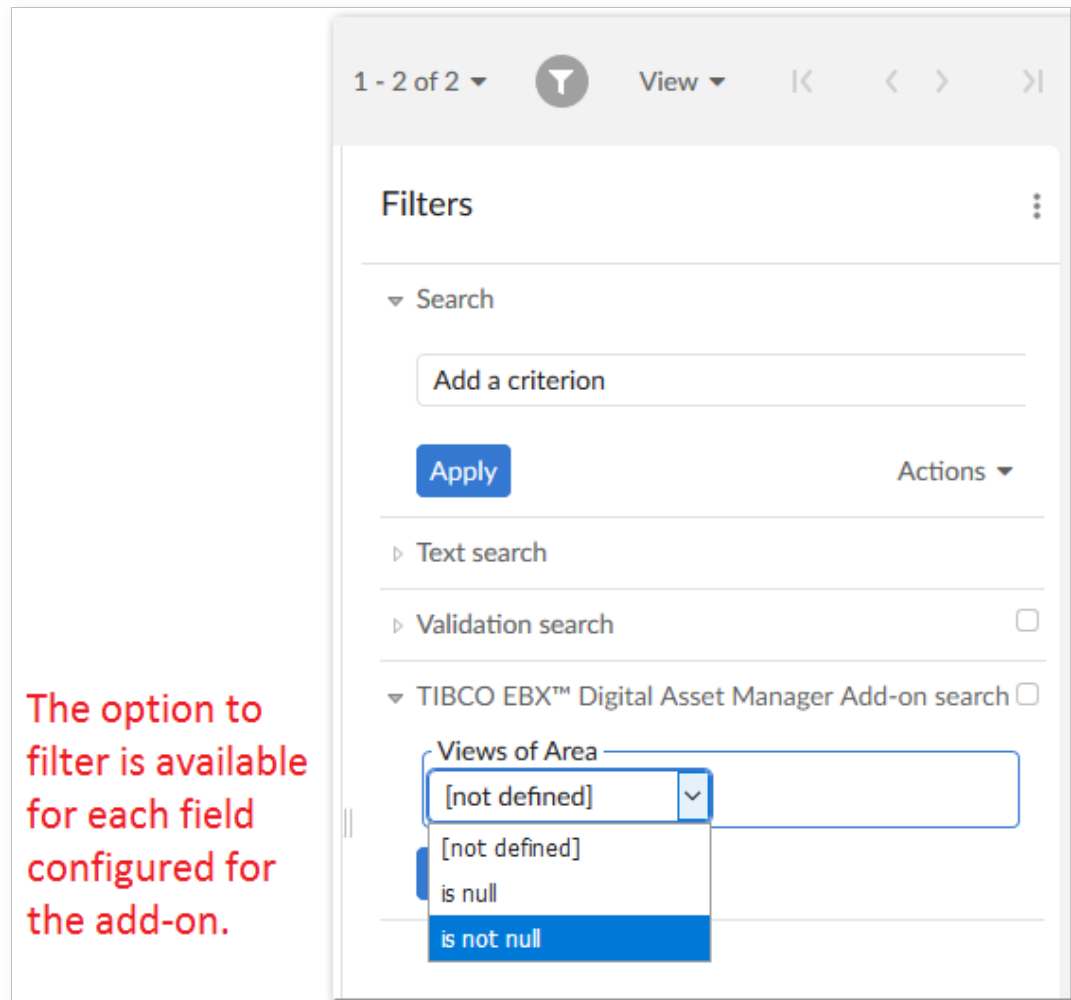 1 - 2 of 2 View
Filters
Search
Add a criterion
Apply Actions
Text search
Validation search
TIBCO EBX™ Digital Asset Manager Add-on search
Views of Area
[not defined]
[not defined]
is null
is not null
The option to
filter is available
for each field
configured for
the add-on.